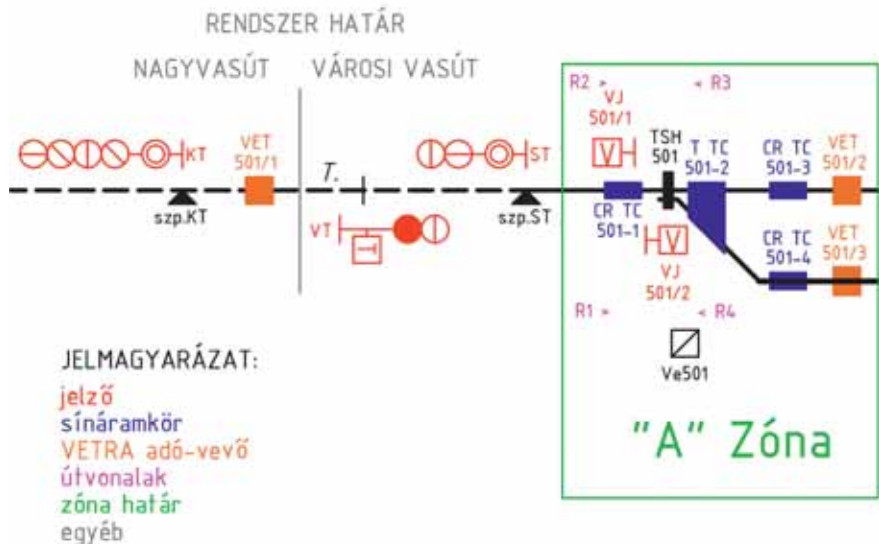 RENDSZER HATÁR
NAGYVASÚT
VÁROSI VASÚT
R2 >
< R3
VJ
501/1
KT
VET
501/1
T.
ST
TSH
501
T TC
501-2
CR TC
501-3
VET
501/2
szp.KT
szp.ST
CR TC
501-1
VT
VJ
501/2
CR TC
501-4
VET
501/3
R1 >
< R4
Ve501
"A" Zóna
JELMAGYARÁZAT:
jelző
sínáramkör
VETRA adó-vevő
útvonalak
zóna határ
egyéb